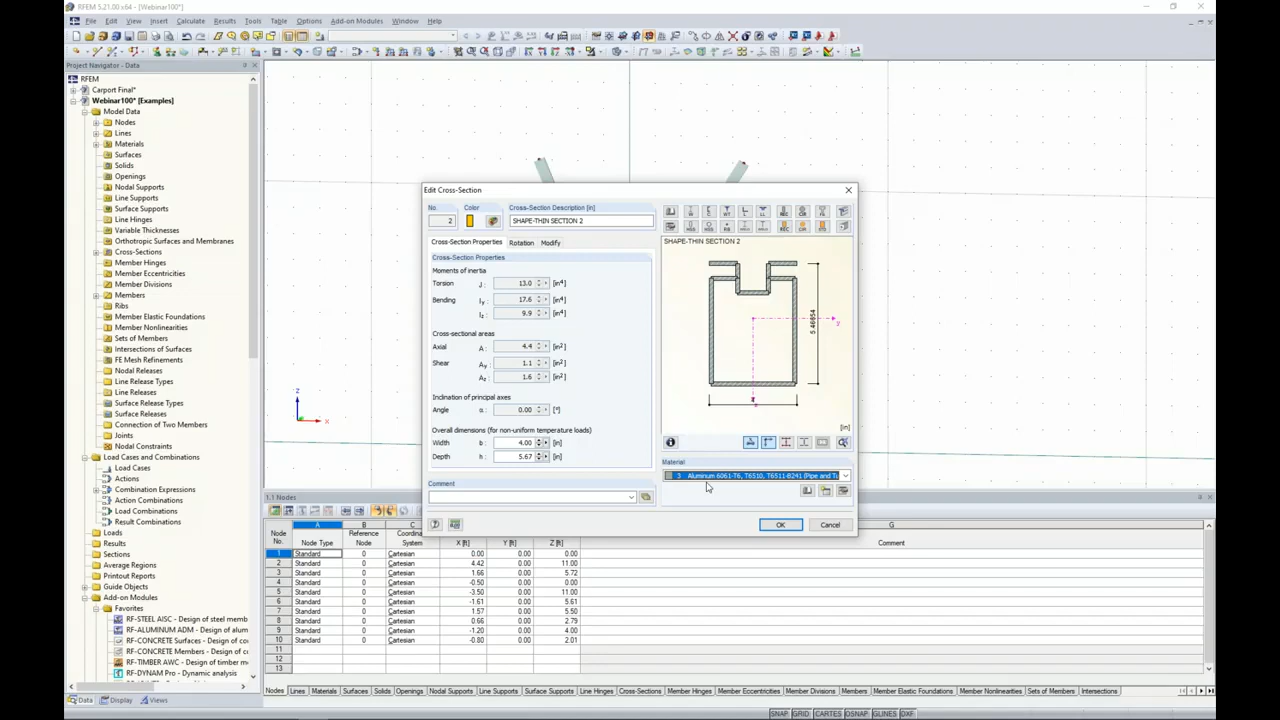 RFEM 5.21.00 x64 - [Webinar100*]
File Edit View Insert Calculate Results Tools Table Options Add-on Modules Window Help
Project Navigator - Data
RFEM
Carport Final*
Webinar100* [Examples]
Model Data
Nodes
Lines
Materials
Surfaces
Solids
Openings
Nodal Supports
Line Supports
Surface Supports
Line Hinges
Variable Thicknesses
Orthotropic Surfaces and Membranes
Cross-Sections
Member Hinges
Member Eccentricities
Member Divisions
Members
Ribs
Member Elastic Foundations
Member Nonlinearities
Sets of Members
Intersections of Surfaces
FE Mesh Refinements
Nodal Releases
Line Release Types
Line Releases
Surface Release Types
Surface Releases
Connection of Two Members
Joints
Nodal Constraints
Load Cases and Combinations
Load Cases
Actions
Combination Expressions
Action Combinations
Load Combinations
Result Combinations
Loads
Results
Sections
Average Regions
Printout Reports
Guide Objects
Add-on Modules
Favorites
RF-STEEL AISC - Design of steel memb
RF-ALUMINUM ADM - Design of alum
RF-CONCRETE Surfaces - Design of co
RF-CONCRETE Members - Design of c
RF-TIMBER AWC - Design of timber m
RF-DYNAM Pro - Dynamic analysis
Data Display Views
Edit Cross-Section
No. Color Cross-Section Description [in]
2 SHAPE-THIN SECTION 2
Cross-Section Properties Rotation Modify
Cross-Section Properties
Moments of inertia
Torsion J : 13.0 [in4]
Bending Iy : 17.6 [in4]
Iz : 9.9 [in4]
Cross-sectional areas
Axial A : 4.4 [in2]
Shear Ay : 1.1 [in2]
Az : 1.6 [in2]
Inclination of principal axes
Angle α : 0.00 [°]
Overall dimensions (for non-uniform temperature loads)
Width b : 4.00 [in]
Depth h : 5.67 [in]
Comment
SHAPE-THIN SECTION 2
y
z
[in]
Material
3 Aluminum 6061-T6, T6510, T6511-B241 (Pipe and Tu
OK Cancel
Z
X
1.1 Nodes
A B C G
Node Reference Coordina
No. Node Type Node System X [ft] Y [ft] Z [ft] Comment
1 Standard 0 Cartesian 0.00 0.00 0.00
2 Standard 0 Cartesian 4.42 0.00 11.00
3 Standard 0 Cartesian 1.66 0.00 5.72
4 Standard 0 Cartesian -0.50 0.00 0.00
5 Standard 0 Cartesian -3.50 0.00 11.00
6 Standard 0 Cartesian -1.61 0.00 5.61
7 Standard 0 Cartesian 1.57 0.00 5.50
8 Standard 0 Cartesian 0.66 0.00 2.79
9 Standard 0 Cartesian -1.20 0.00 4.00
10 Standard 0 Cartesian -0.80 0.00 2.01
11
12
13
Nodes Lines Materials Surfaces Solids Openings Nodal Supports Line Supports Surface Supports Line Hinges Cross-Sections Member Hinges Member Eccentricities Member Divisions Members Member Elastic Foundations Member Nonlinearities Sets of Members Intersections
SNAP GRID CARTES OSNAP GLINES DXF